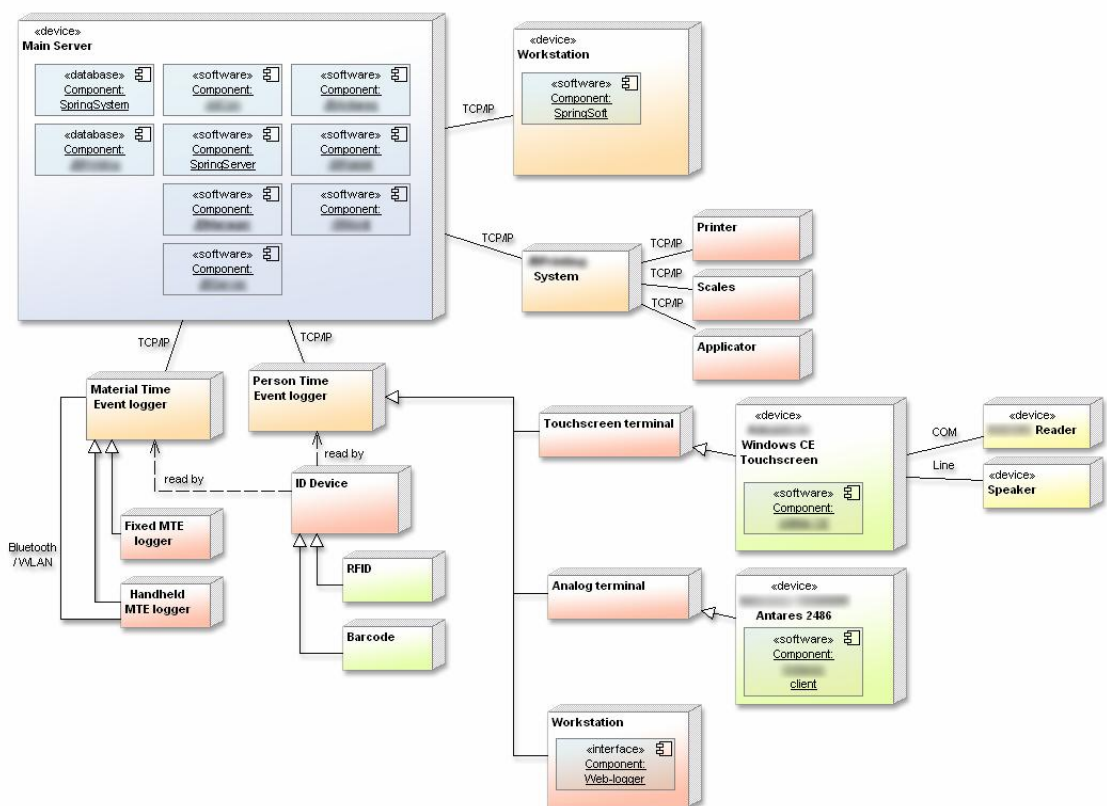 «device»
Main Server
«database»
Component:
SpringSystem
«software»
Component:
«software»
Component:
«database»
Component:
«software»
Component:
SpringServer
«software»
Component:
«software»
Component:
«software»
Component:
«software»
Component:
TCP/IP
«device»
Workstation
«software»
Component:
SpringSoft
TCP/IP
System
TCP/IP
TCP/IP
TCP/IP
Printer
Scales
Applicator
TCP/IP
TCP/IP
Material Time
Event logger
Person Time
Event logger
read by
read by
ID Device
Fixed MTE
logger
Bluetooth
/WLAN
Handheld
MTE logger
RFID
Barcode
Touchscreen terminal
«device»
Windows CE
Touchscreen
«software»
Component:
COM
Line
«device»
Reader
«device»
Speaker
Analog terminal
«device»
Antares 2486
«software»
Component:
client
Workstation
«interface»
Component:
Web-logger